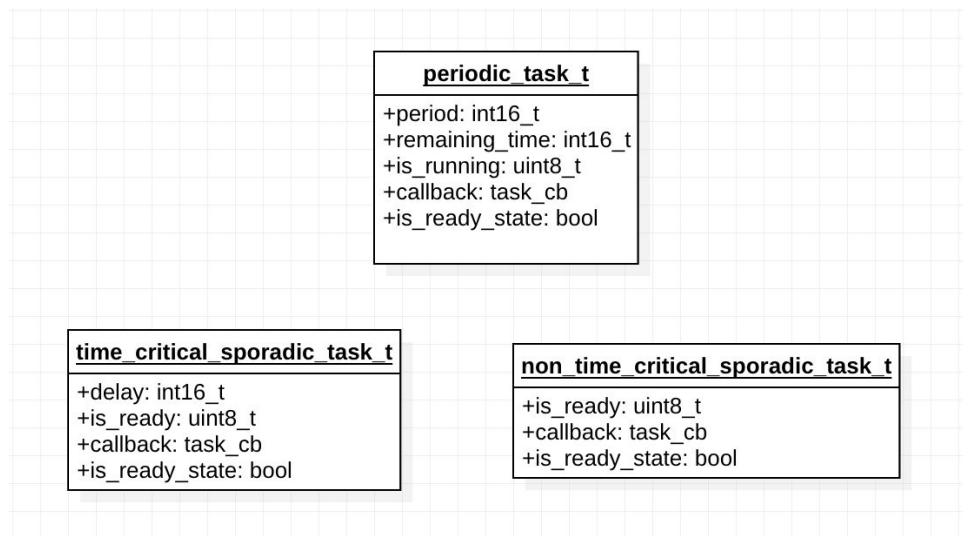 periodic_task_t
+period: int16_t
+remaining_time: int16_t
+is_running: uint8_t
+callback: task_cb
+is_ready_state: bool
time_critical_sporadic_task_t
+delay: int16_t
+is_ready: uint8_t
+callback: task_cb
+is_ready_state: bool
non_time_critical_sporadic_task_t
+is_ready: uint8_t
+callback: task_cb
+is_ready_state: bool